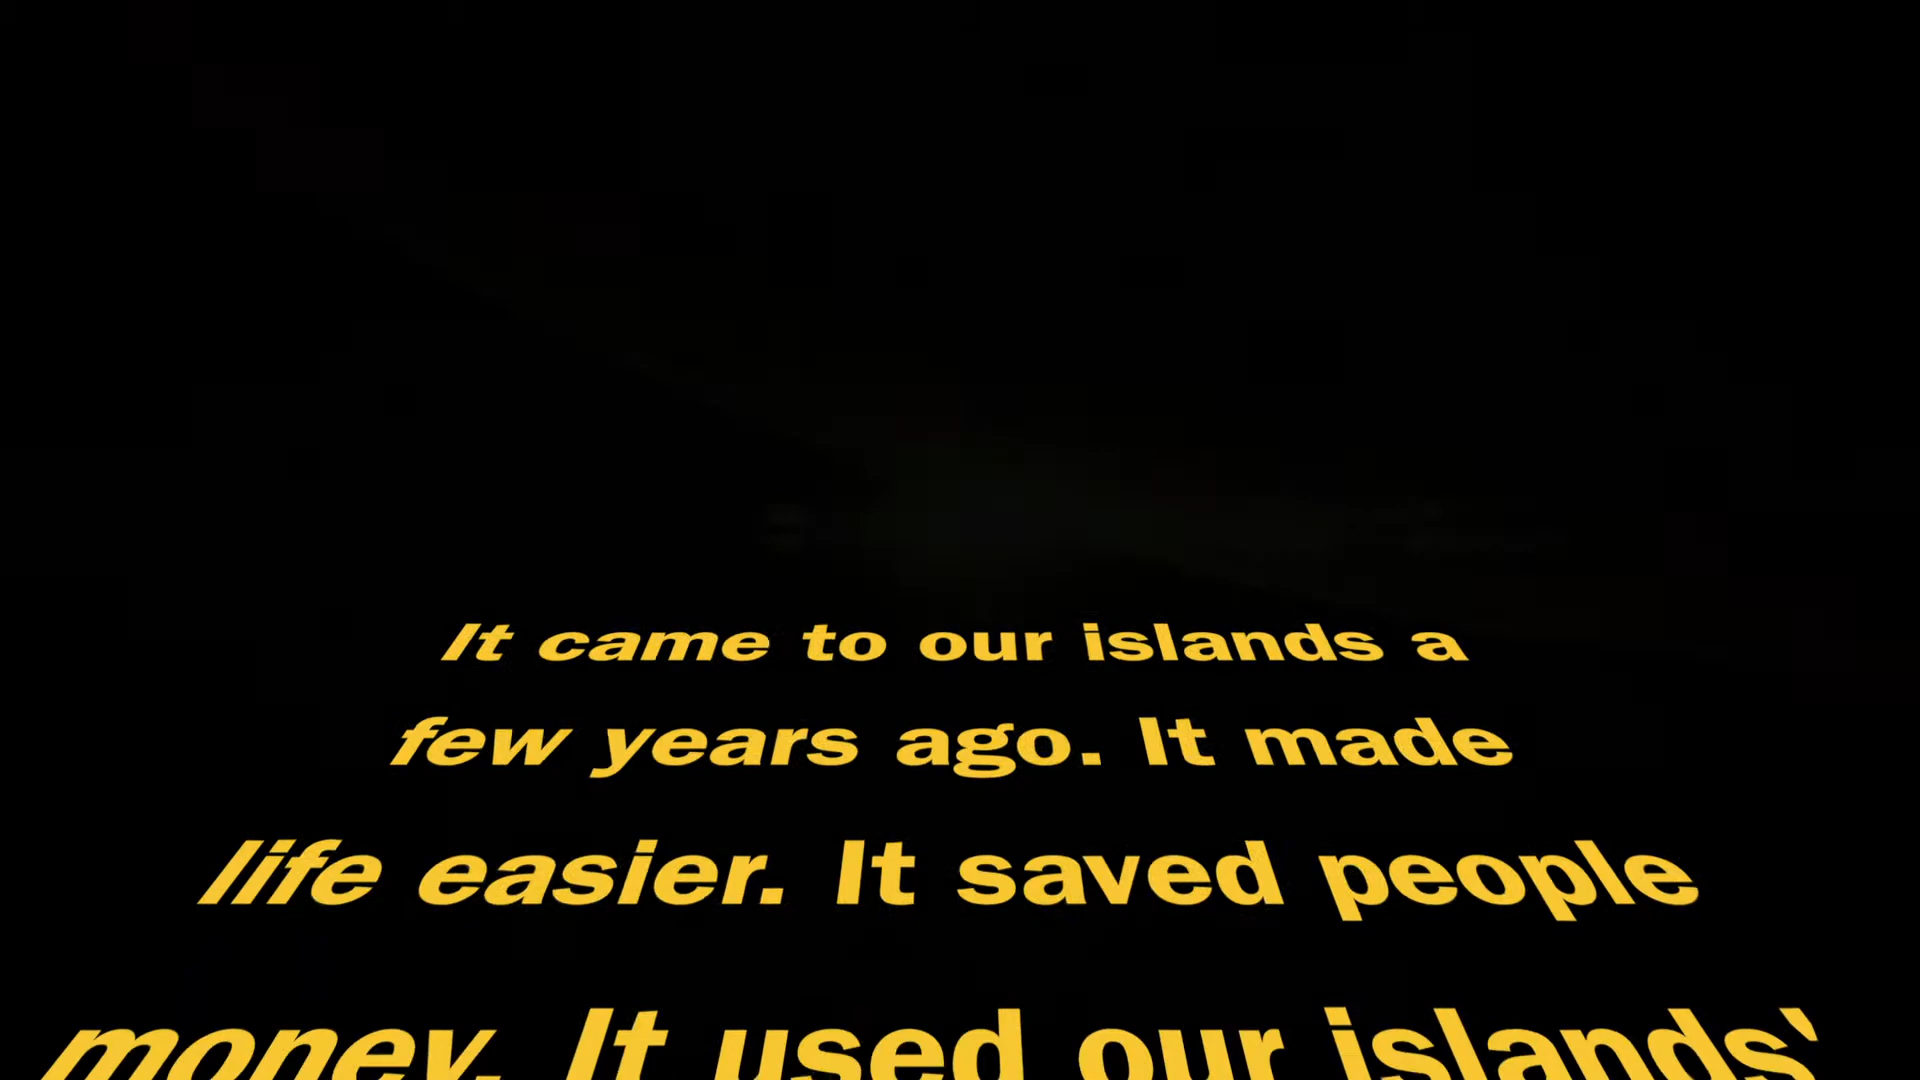 It came to our islands a
few years ago. It made
life easier. It saved people
money. It used our islands'